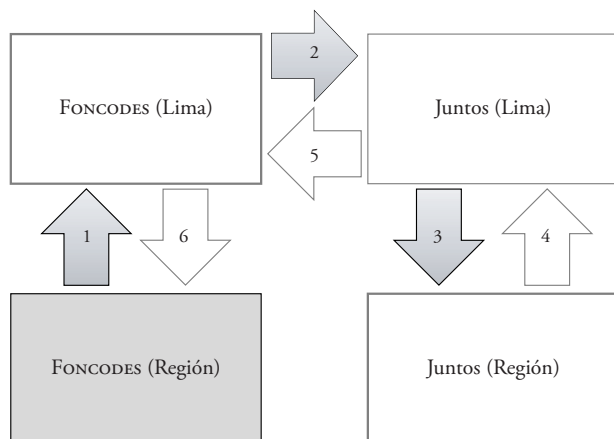 2
FONCODES (Lima)
Juntos (Lima)
5
1
6
3
4
FONCODES (Región)
Juntos (Región)